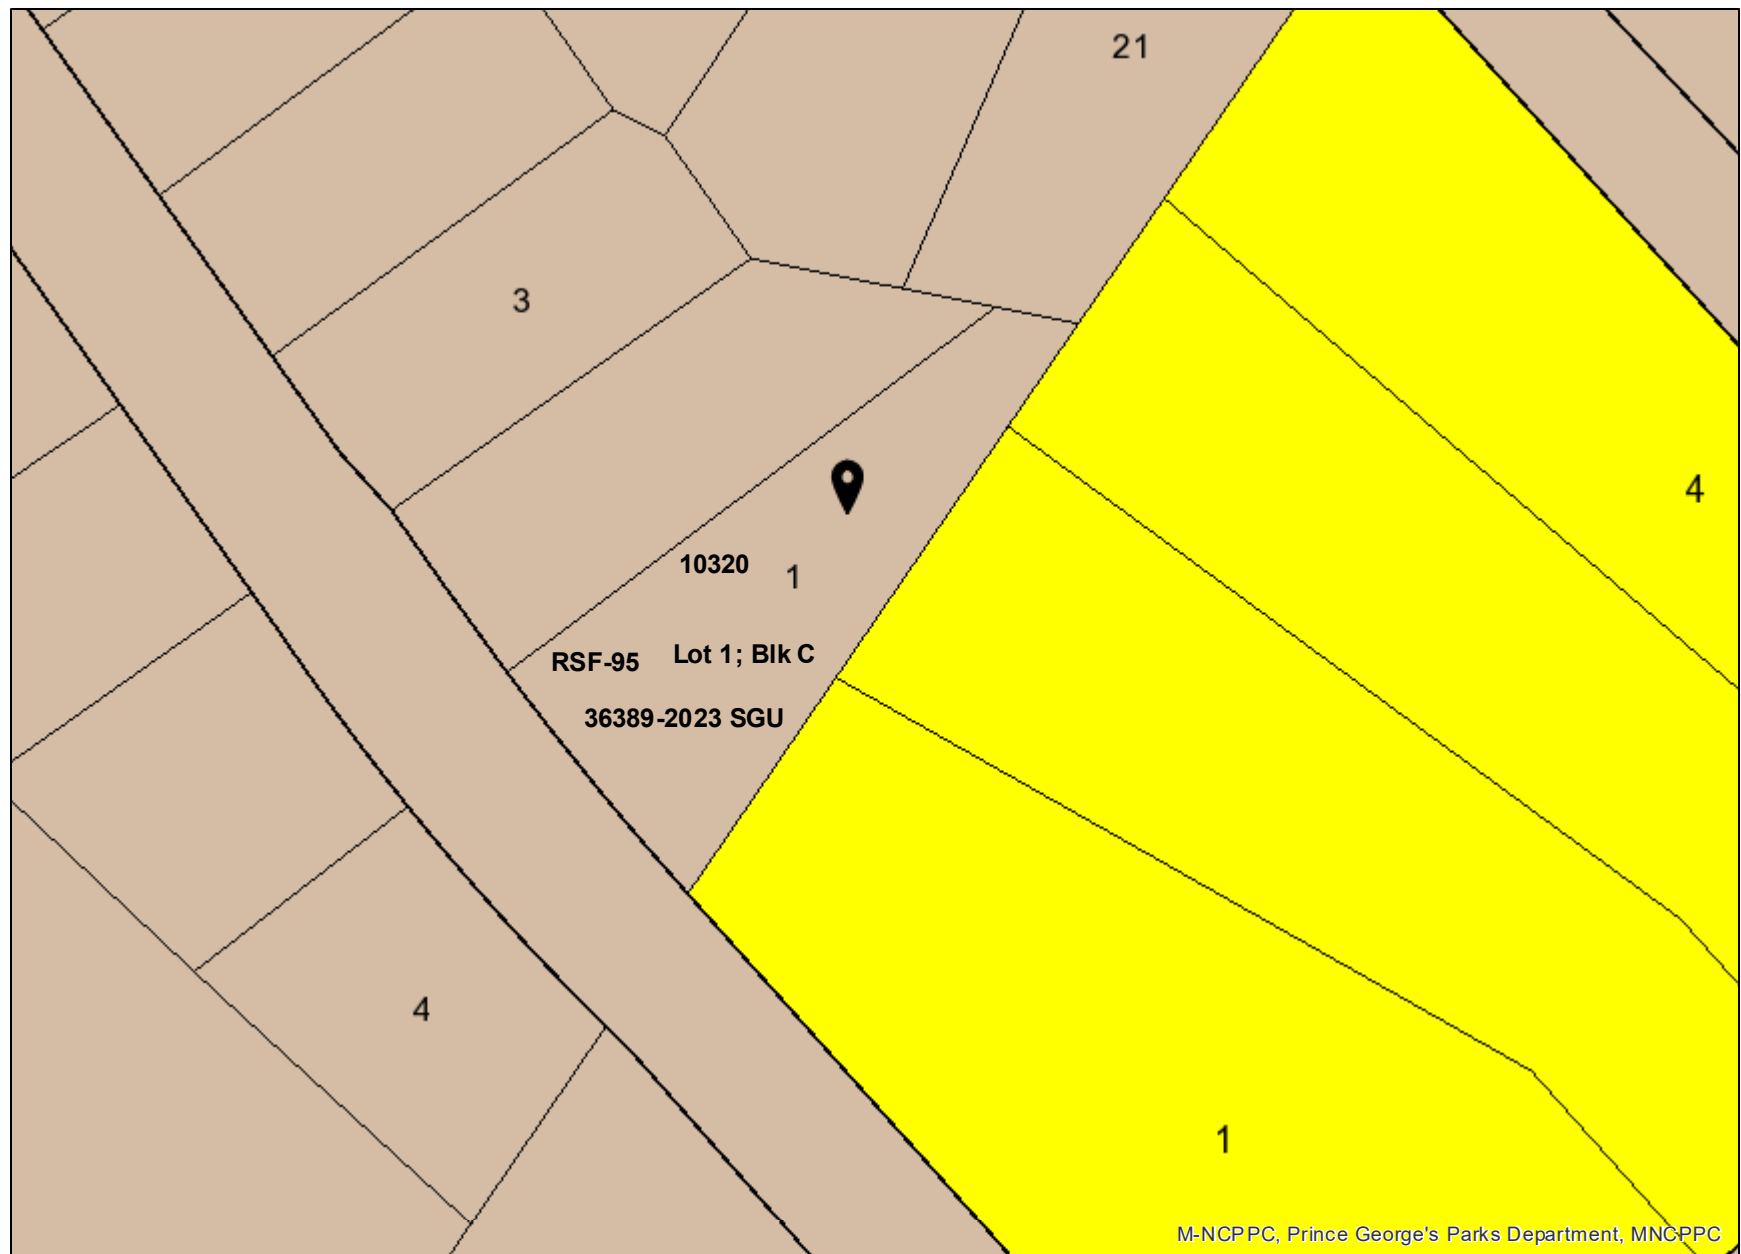 21
3
4
10320
1
RSF-95
Lot 1; Blk C
36389-2023 SGU
4
1
M-NCPPC, Prince George's Parks Department, MNCPPC